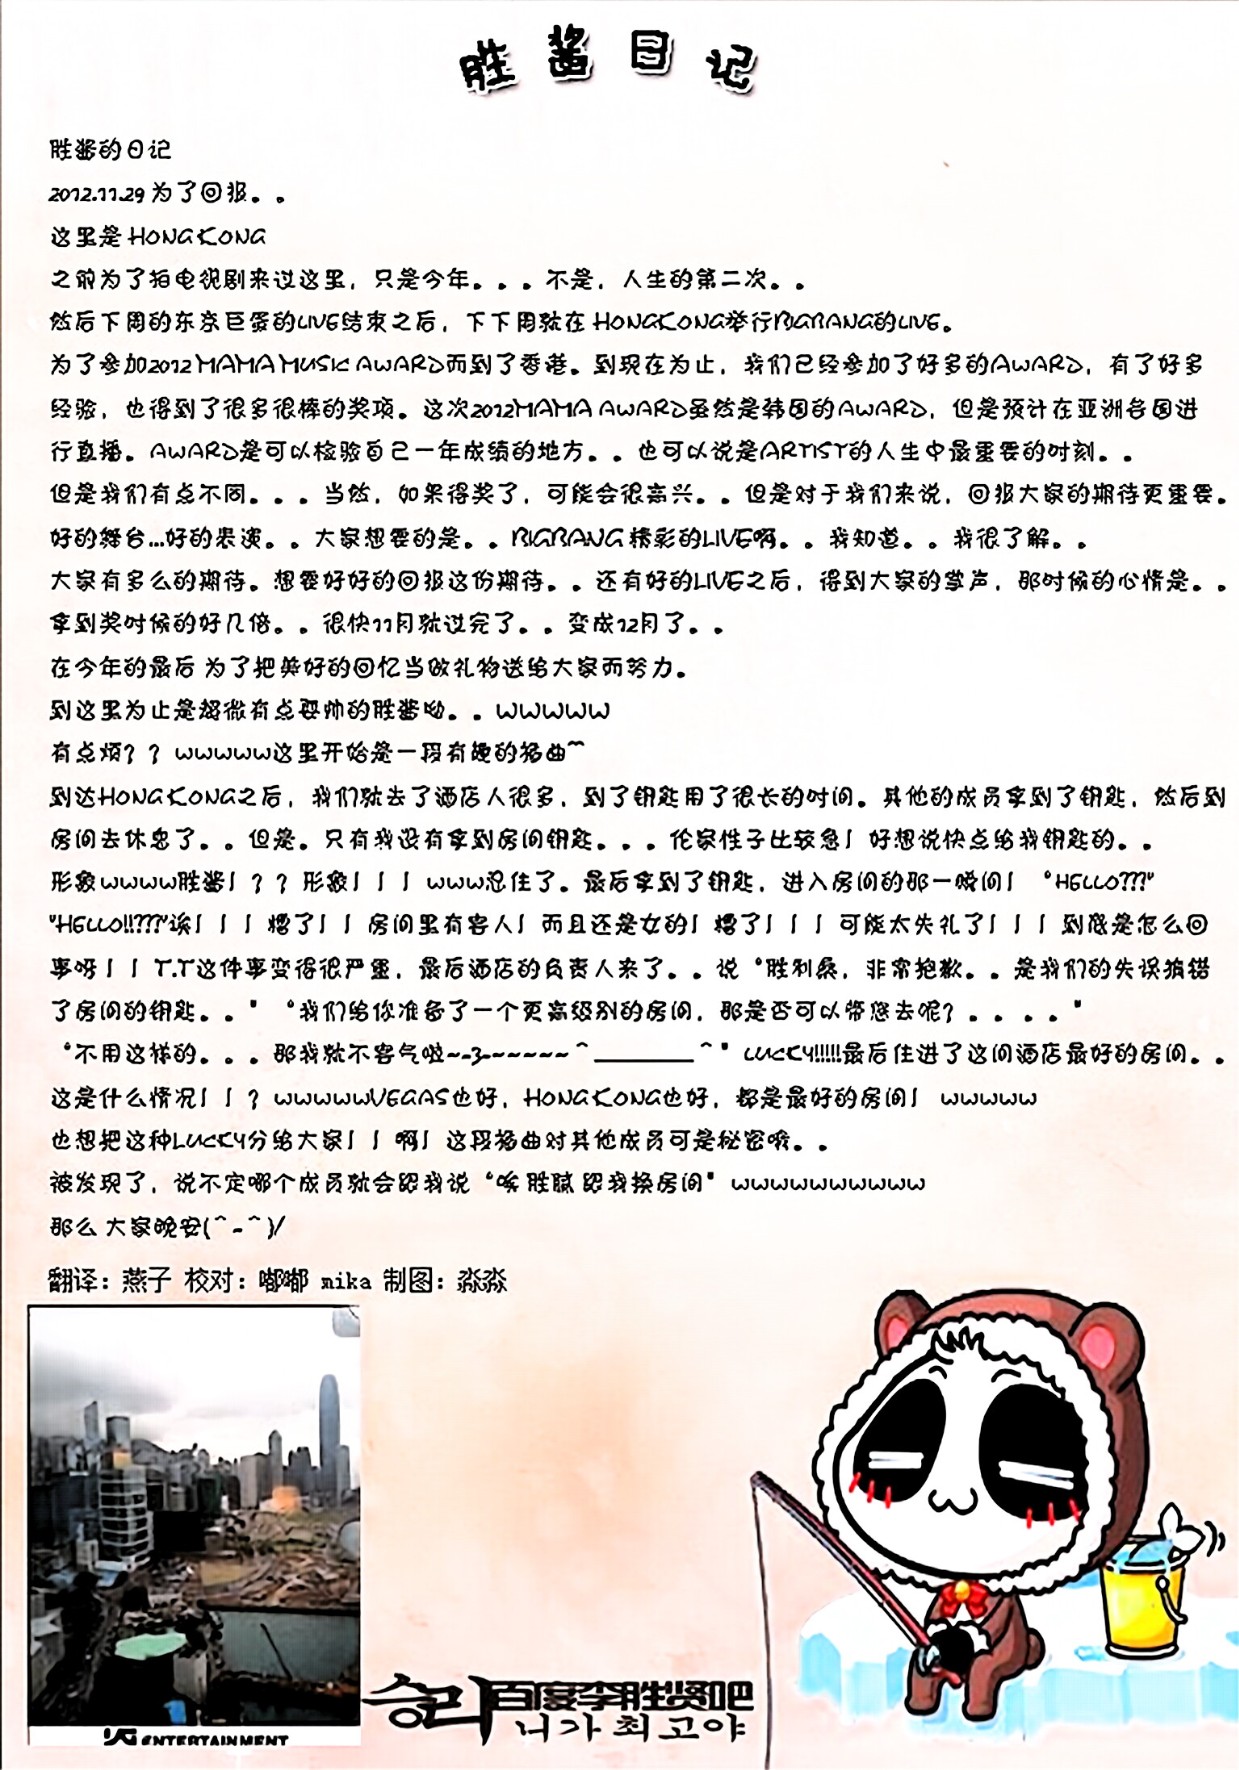 胜酱日记
胜酱的日记
2012.11.29 为了回报。。
这里是 HONGKONG
之前为了拍电视剧来过这里，只是今年。。。不是，人生的第二次。。
然后下周的东京巨蛋的LIVE结束之后，下下周就在 HONGKONG举行BIGBANG的LIVE。
为了参加2012 MAMA MUSIC AWARD而到了香港。到现在为止，我们已经参加了好多的AWARD，有了好多
经验，也得到了很多很棒的奖项。这次2012MAMA AWARD虽然是韩国的AWARD，但是预计在亚洲各国进
行直播。AWARD是可以检验自己一年成绩的地方。。也可以说是ARTIST的人生中最重要的时刻。。
但是我们有点不同。。。当然，如果得奖了，可能会很高兴。。但是对于我们来说，回报大家的期待更重要。
好的舞台...好的表演。。大家想要的是。。BIGBANG 精彩的LIVE啊。。我知道。。我很了解。。
大家有多么的期待。想要好好的回报这份期待。。还有好的LIVE之后，得到大家的掌声，那时候的心情是。。
拿到奖时候的好几倍。。很快11月就过完了。。变成12月了。。
在今年的最后 为了把美好的回忆当做礼物送给大家而努力。
到这里为止是超微有点耍帅的胜酱呦。。WWWWW
有点烦？？wwwww这里开始是一段有趣的插曲~~
到达HONGKONG之后，我们就去了酒店人很多，到了钥匙用了很长的时间。其他的成员拿到了钥匙，然后到
房间去休息了。。但是。只有我没有拿到房间钥匙。。。伦家性子比较急！好想说快点给我钥匙的。。
形象wwww胜酱！？？形象！！！www忍住了。最后拿到了钥匙，进入房间的那一瞬间！“HELLO???"
"HELLO!!???"诶！！！糟了！！房间里有客人！而且还是女的！糟了！！！可能太失礼了！！！到底是怎么回
事呀！！T.T这件事变得很严重，最后酒店的负责人来了。。说“胜利桑，非常抱歉。。是我们的失误搞错
了房间的钥匙。。”“我们给你准备了一个更高级别的房间，那是否可以带您去呢？。。。。”
“不用这样的。。。那我就不客气啦~~3~~~~~~^________^”LUCKY!!!!!最后住进了这间酒店最好的房间。。
这是什么情况！！？wwwwwVEGAS也好，HONGKONG也好，都是最好的房间！ wwwww
也想把这种LUCKY分给大家！！啊！这段插曲对其他成员可是秘密哦。。
被发现了，说不定哪个成员就会跟我说“唉 胜腻 跟我换房间”wwwwwwwwww
那么 大家晚安(^-^)/
翻译：燕子 校对：嘟嘟 mika 制图：淼淼
YG ENTERTAINMENT
승리 百度李胜贤吧
니가 최고야